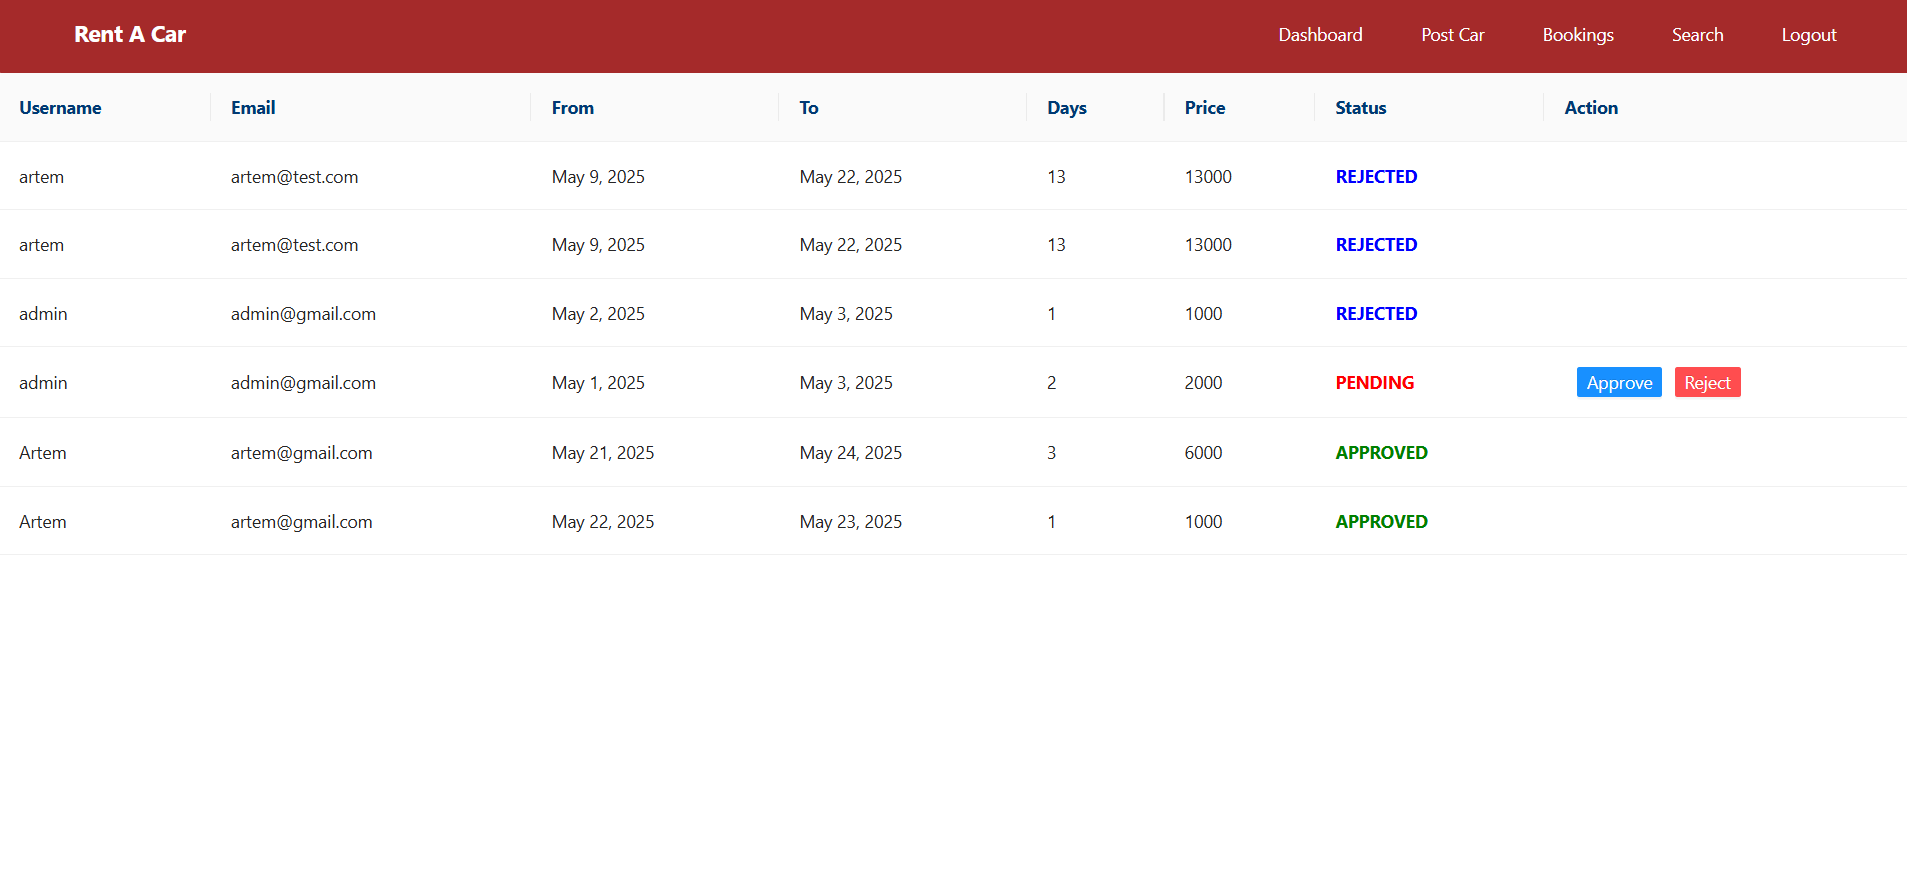 Rent A Car Dashboard Post Car Bookings Search Logout
Username Email From To Days Price Status Action
artem artem@test.com May 9, 2025 May 22, 2025 13 13000 REJECTED
artem artem@test.com May 9, 2025 May 22, 2025 13 13000 REJECTED
admin admin@gmail.com May 2, 2025 May 3, 2025 1 1000 REJECTED
admin admin@gmail.com May 1, 2025 May 3, 2025 2 2000 PENDING Approve Reject
Artem artem@gmail.com May 21, 2025 May 24, 2025 3 6000 APPROVED
Artem artem@gmail.com May 22, 2025 May 23, 2025 1 1000 APPROVED